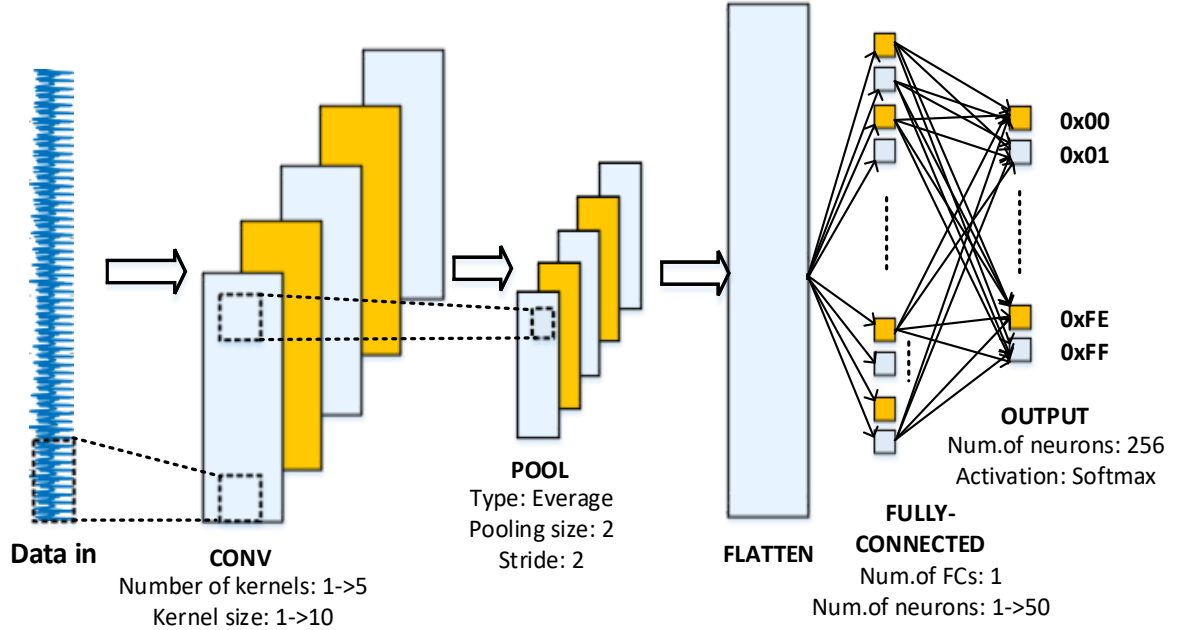 Data in
CONV
Number of kernels: 1->5
Kernel size: 1->10
POOL
Type: Everage
Pooling size: 2
Stride: 2
FLATTEN
FULLY-
CONNECTED
Num.of FCs: 1
Num.of neurons: 1->50
0x00
0x01
0xFE
0xFF
OUTPUT
Num.of neurons: 256
Activation: Softmax